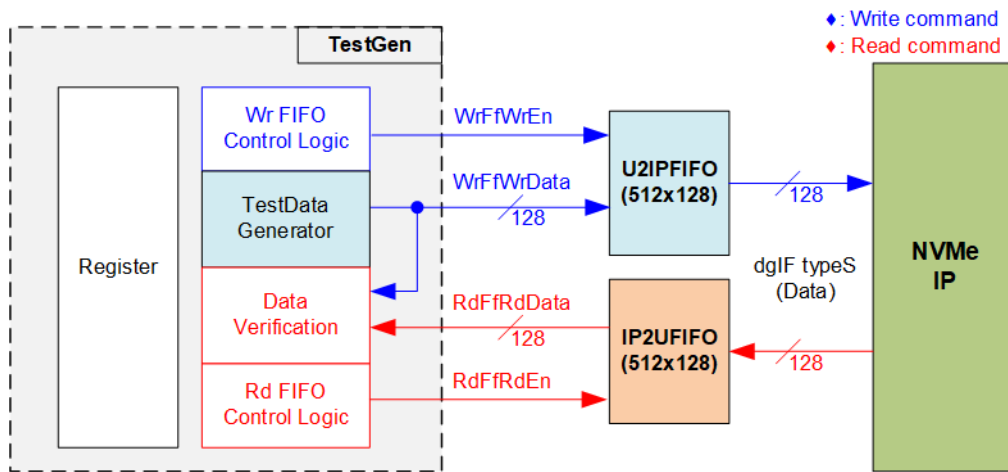 ♦: Write command
♦: Read command
TestGen
Register
Wr FIFO
Control Logic
TestData
Generator
Data
Verification
Rd FIFO
Control Logic
WrFfWrEn
WrFfWrData
128
RdFfRdData
128
RdFfRdEn
U2IPFIFO
(512x128)
IP2UFIFO
(512x128)
128
dgIF typeS
(Data)
128
NVMe
IP